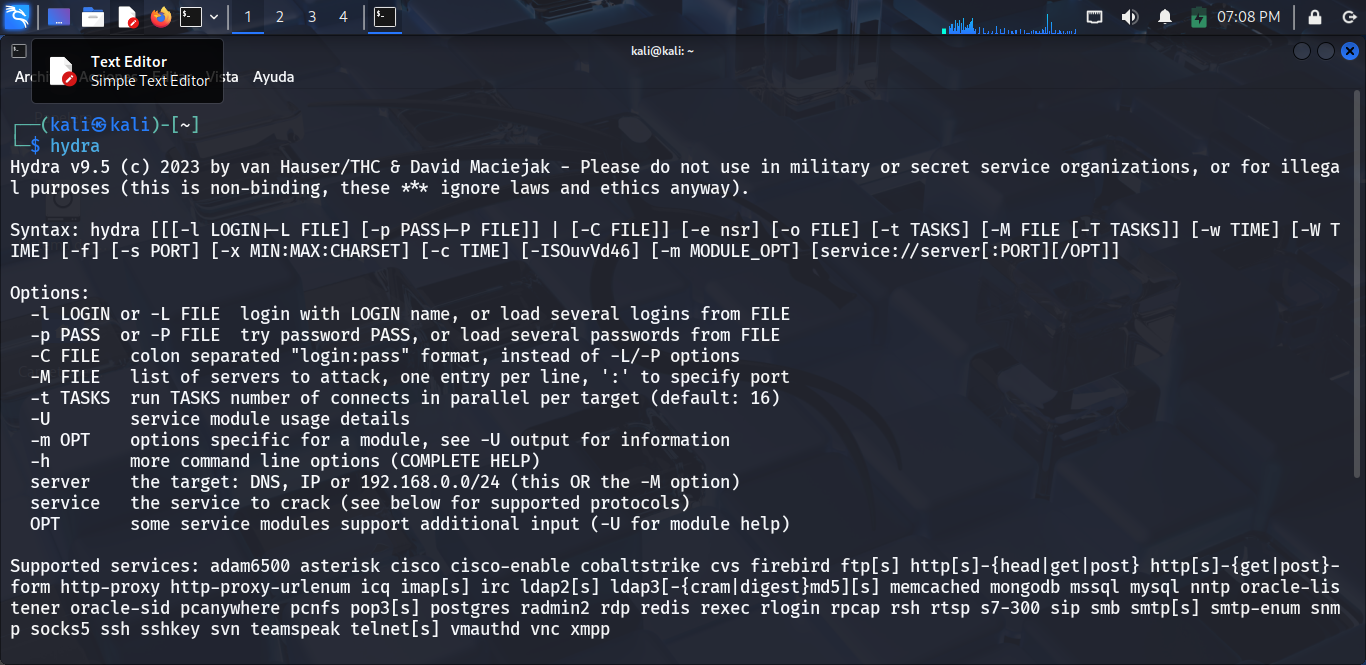 1 2 3 4 07:08 PM
kali@kali: ~
Text Editor
Simple Text Editor
Vista Ayuda
┌──(kali㉿kali)-[~]
└─$ hydra
Hydra v9.5 (c) 2023 by van Hauser/THC & David Maciejak - Please do not use in military or secret service organizations, or for illega
l purposes (this is non-binding, these *** ignore laws and ethics anyway).
Syntax: hydra [[[-l LOGIN|-L FILE] [-p PASS|-P FILE]] | [-C FILE]] [-e nsr] [-o FILE] [-t TASKS] [-M FILE [-T TASKS]] [-w TIME] [-W T
IME] [-f] [-s PORT] [-x MIN:MAX:CHARSET] [-c TIME] [-ISOuvVd46] [-m MODULE_OPT] [service://server[:PORT][/OPT]]
Options:
-l LOGIN or -L FILE  login with LOGIN name, or load several logins from FILE
-p PASS  or -P FILE  try password PASS, or load several passwords from FILE
-C FILE   colon separated "login:pass" format, instead of -L/-P options
-M FILE   list of servers to attack, one entry per line, ':' to specify port
-t TASKS  run TASKS number of connects in parallel per target (default: 16)
-U        service module usage details
-m OPT    options specific for a module, see -U output for information
-h        more command line options (COMPLETE HELP)
server    the target: DNS, IP or 192.168.0.0/24 (this OR the -M option)
service   the service to crack (see below for supported protocols)
OPT       some service modules support additional input (-U for module help)
Supported services: adam6500 asterisk cisco cisco-enable cobaltstrike cvs firebird ftp[s] http[s]-{head|get|post} http[s]-{get|post}-
form http-proxy http-proxy-urlenum icq imap[s] irc ldap2[s] ldap3[-{cram|digest}md5][s] memcached mongodb mssql mysql nntp oracle-lis
tener oracle-sid pcanywhere pcnfs pop3[s] postgres radmin2 rdp redis rexec rlogin rpcap rsh rtsp s7-300 sip smb smtp[s] smtp-enum snm
p socks5 ssh sshkey svn teamspeak telnet[s] vmauthd vnc xmpp